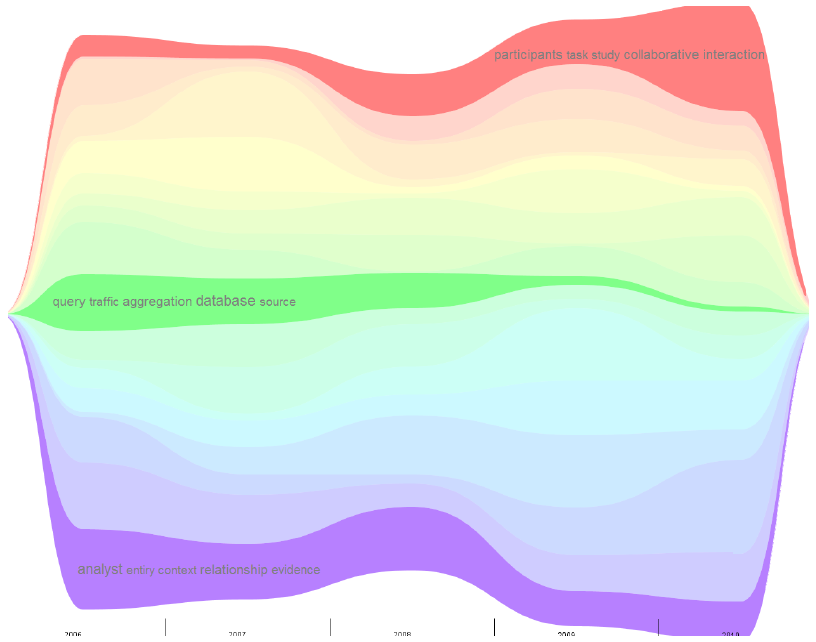 participants task study collaborative interaction
query traffic aggregation database source
analyst entiry context relationship evidence
2006 2007 2008 2009 2010